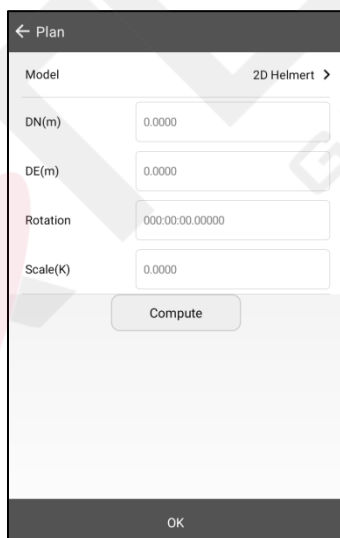 Plan
Model 2D Helmert
DN(m) 0.0000
DE(m) 0.0000
Rotation 000:00:00.00000
Scale(K) 0.0000
Compute
OK